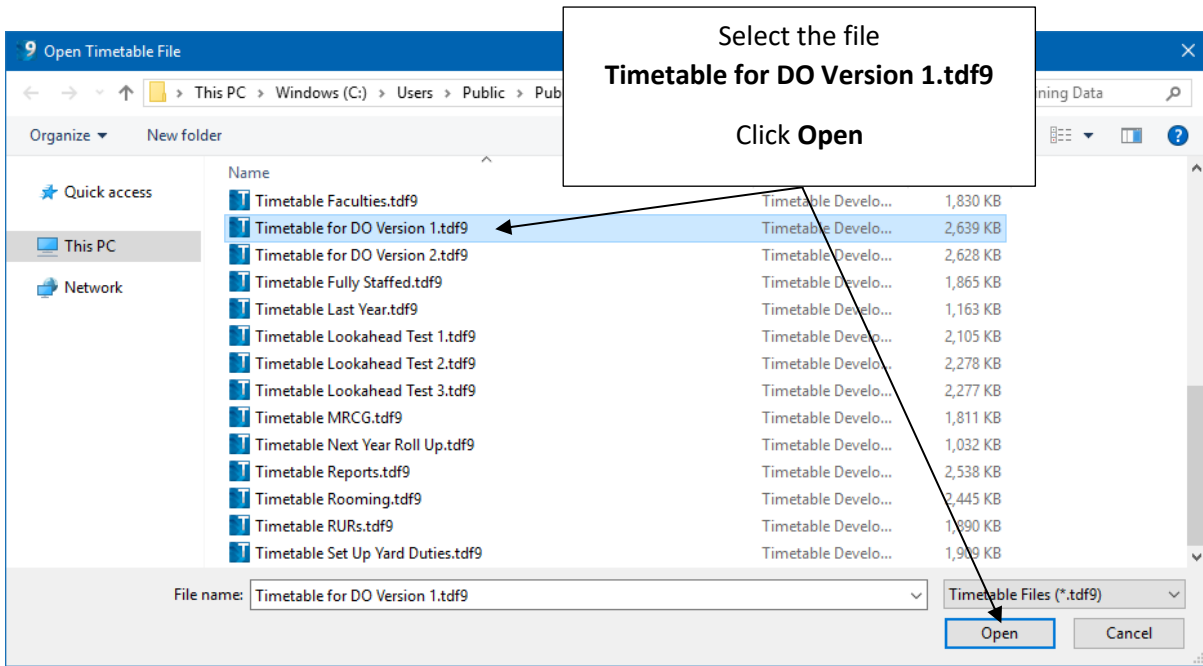 Select the file
Timetable for DO Version 1.tdf9
Click Open
9 Open Timetable File
This PC > Windows (C:) > Users > Public > Pub
ining Data
Organize
New folder
Name
Quick access
This PC
Network
Timetable Faculties.tdf9 Timetable Develo... 1,830 KB
Timetable for DO Version 1.tdf9 Timetable Develo... 2,639 KB
Timetable for DO Version 2.tdf9 Timetable Develo... 2,628 KB
Timetable Fully Staffed.tdf9 Timetable Develo... 1,865 KB
Timetable Last Year.tdf9 Timetable Develo... 1,163 KB
Timetable Lookahead Test 1.tdf9 Timetable Develo... 2,105 KB
Timetable Lookahead Test 2.tdf9 Timetable Develo... 2,278 KB
Timetable Lookahead Test 3.tdf9 Timetable Develo... 2,277 KB
Timetable MRCG.tdf9 Timetable Develo... 1,811 KB
Timetable Next Year Roll Up.tdf9 Timetable Develo... 1,032 KB
Timetable Reports.tdf9 Timetable Develo... 2,538 KB
Timetable Rooming.tdf9 Timetable Develo... 2,445 KB
Timetable RURs.tdf9 Timetable Develo... 1,890 KB
Timetable Set Up Yard Duties.tdf9 Timetable Develo... 1,909 KB
File name: Timetable for DO Version 1.tdf9 Timetable Files (*.tdf9)
Open Cancel